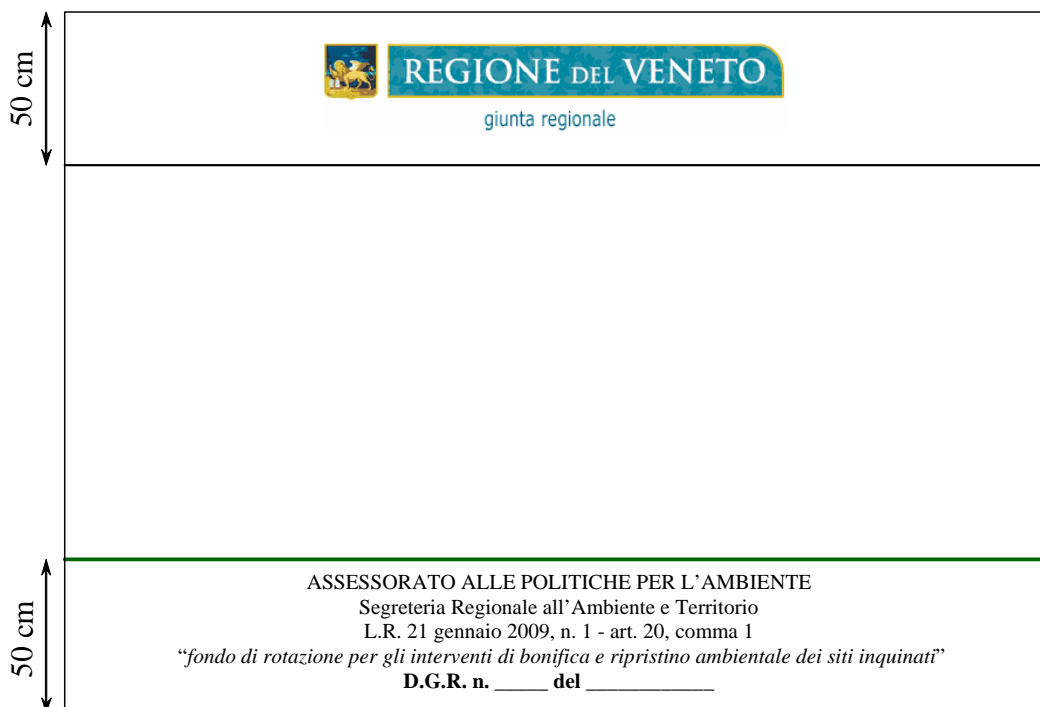 50 cm
REGIONE DEL VENETO
giunta regionale
50 cm
ASSESSORATO ALLE POLITICHE PER L’AMBIENTE
Segreteria Regionale all’Ambiente e Territorio
L.R. 21 gennaio 2009, n. 1 - art. 20, comma 1
“fondo di rotazione per gli interventi di bonifica e ripristino ambientale dei siti inquinati”
D.G.R. n. _____ del ____________